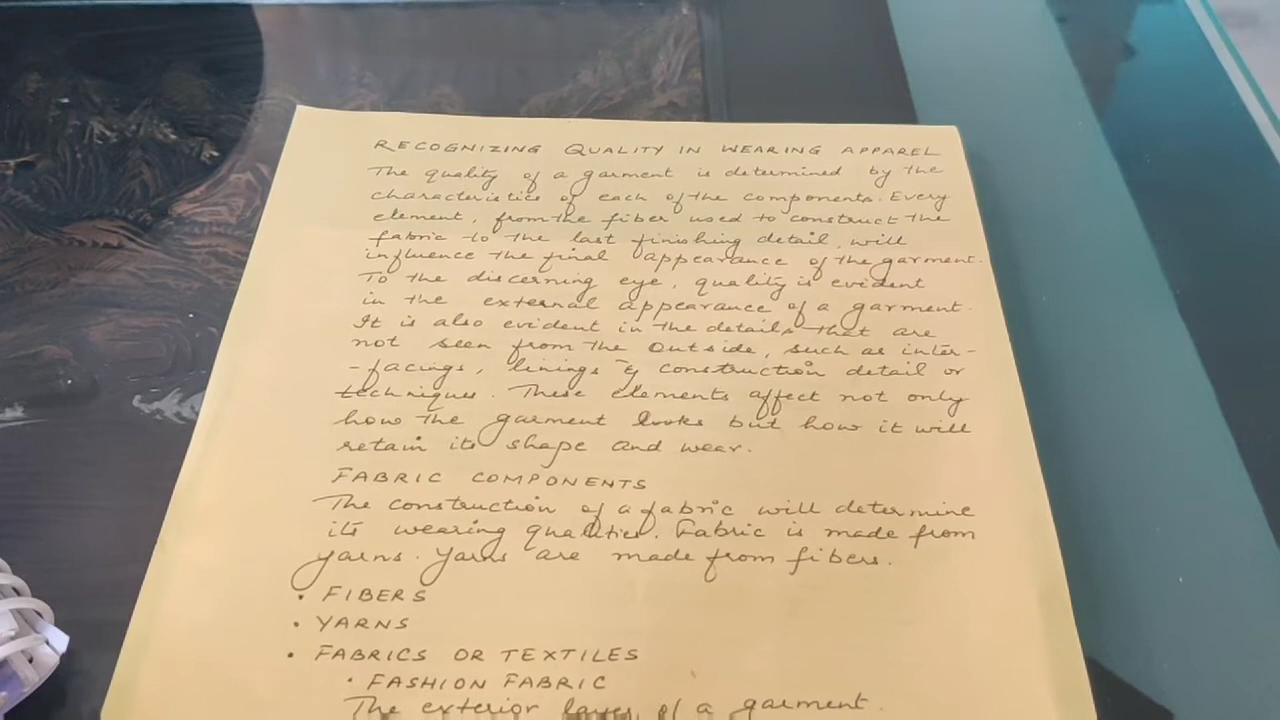 RECOGNIZING QUALITY IN WEARING APPAREL
The quality of a garment is determined by the
characteristics of each of the components. Every
element, from the fiber used to construct the
fabric to the last finishing detail, will
influence the final appearance of the garment.
To the discerning eye, quality is evident
in the external appearance of a garment.
It is also evident in the details that are
not seen from the outside, such as inter-
-facings, linings & construction detail or
techniques. These elements affect not only
how the garment looks but how it will
retain its shape and wear.
FABRIC COMPONENTS
The construction of a fabric will determine
its wearing qualities. Fabric is made from
yarns. Yarns are made from fibers.
• FIBERS
• YARNS
• FABRICS OR TEXTILES
• FASHION FABRIC
The exterior layer of a garment.